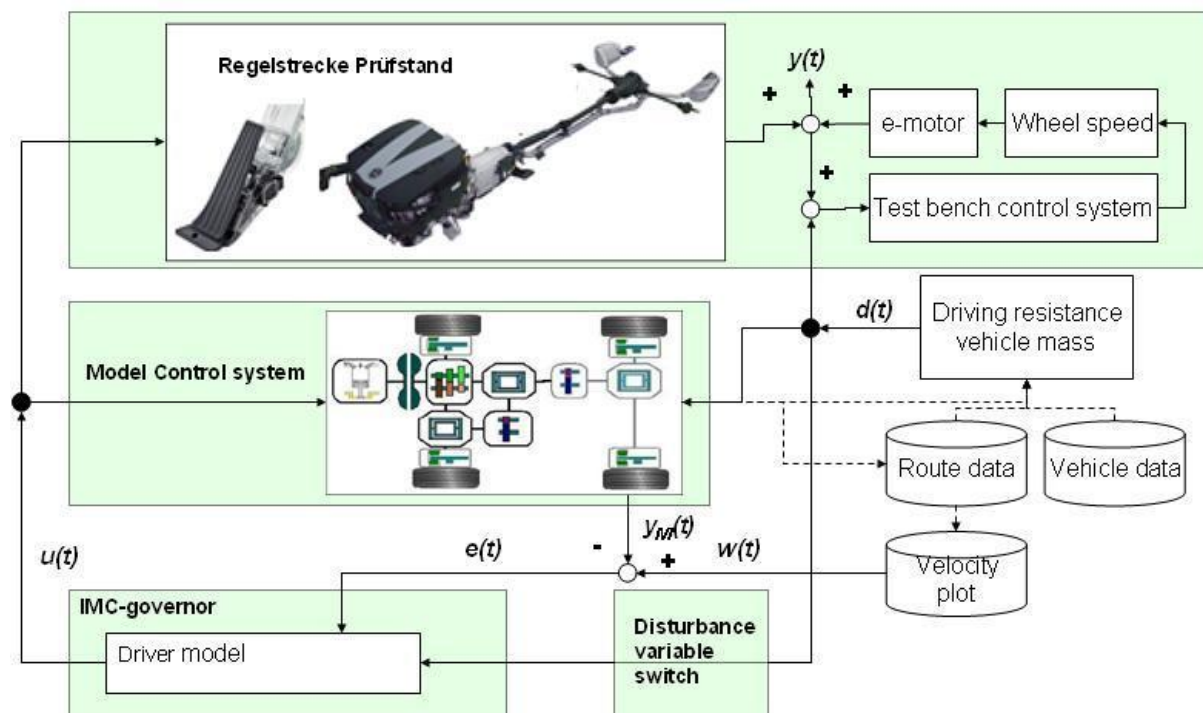 Regelstrecke Prüfstand
y(t)
+
+
e-motor
Wheel speed
+
Test bench control system
d(t)
Driving resistance
vehicle mass
Model Control system
Route data
Vehicle data
u(t)
e(t)
-
y_M(t)
+
w(t)
Velocity
plot
IMC-governor
Driver model
Disturbance
variable
switch